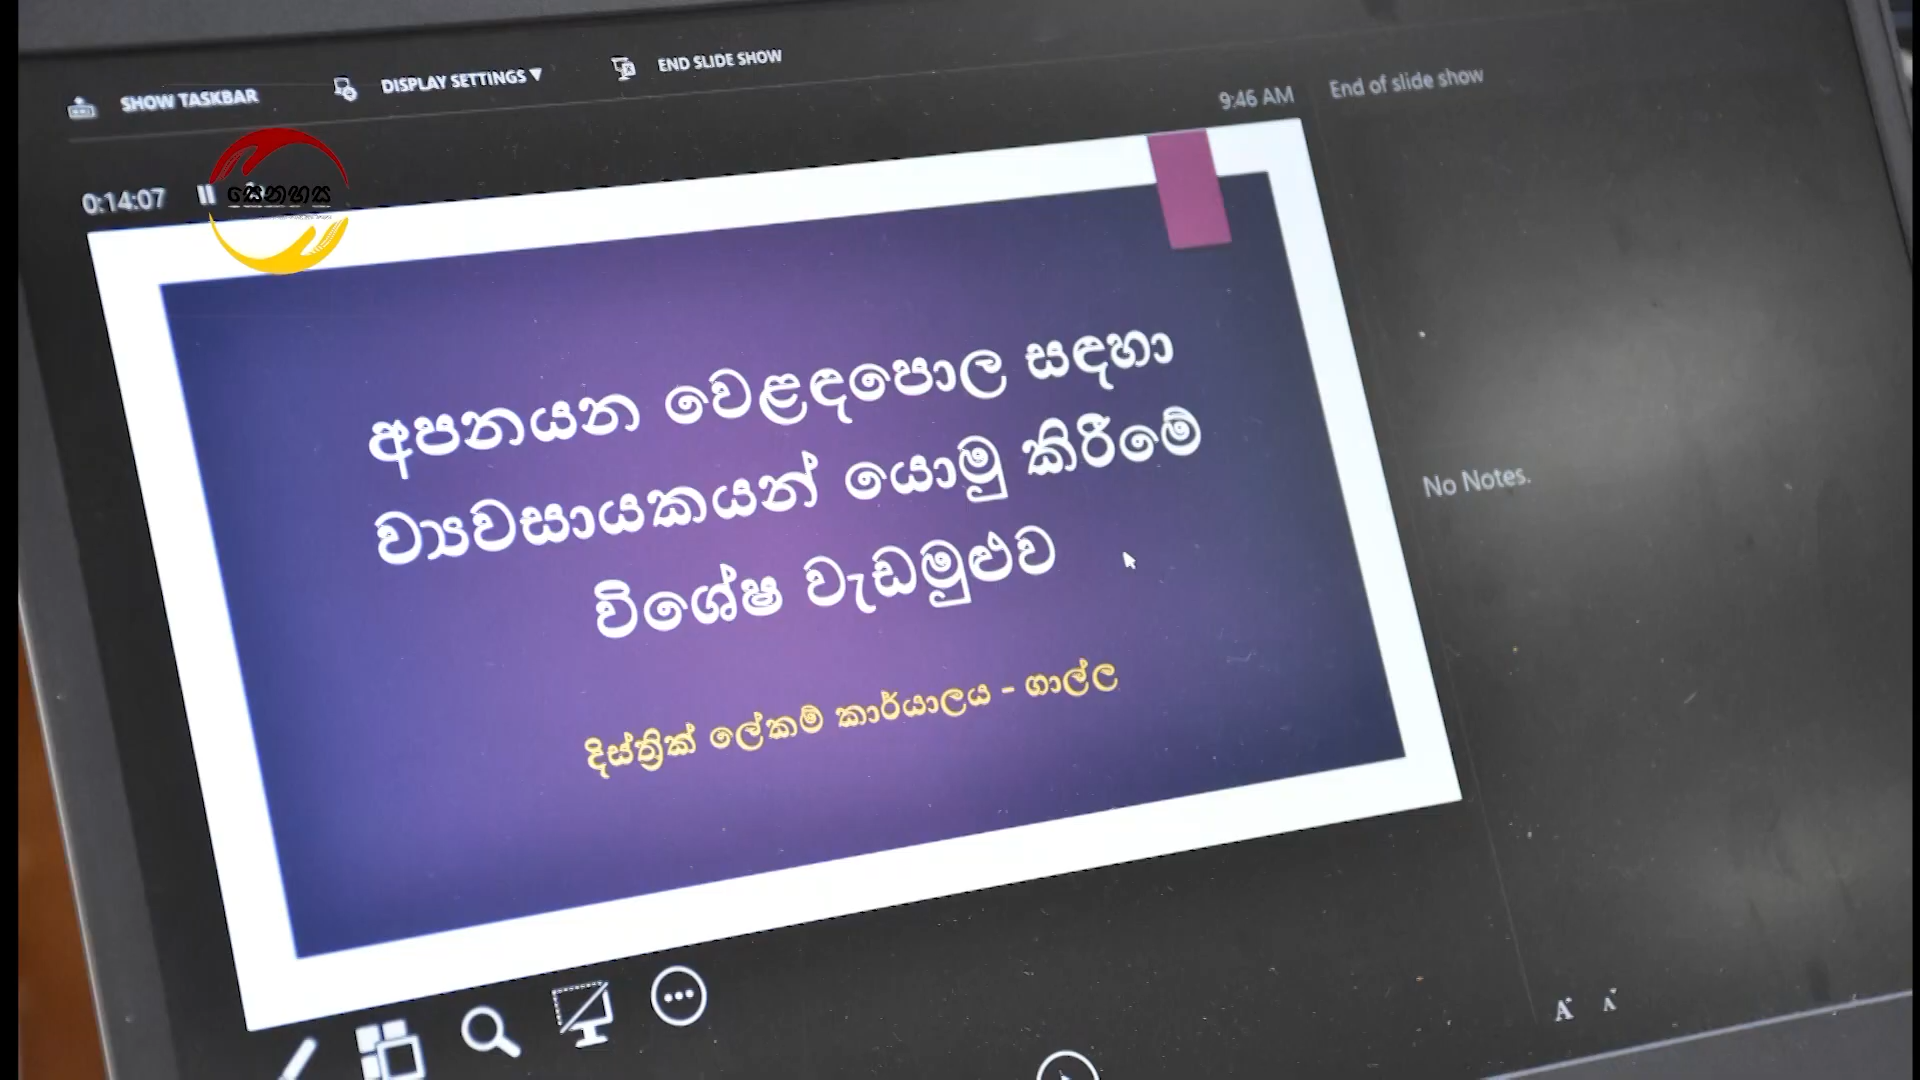 SHOW TASKBAR DISPLAY SETTINGS ▼ END SLIDE SHOW
9:46 AM End of slide show
0:14:07
සෙනහස
අපනයන වෙළඳපොල සඳහා
ව්‍යවසායකයන් යොමු කිරීමේ
විශේෂ වැඩමුළුව
දිස්ත්‍රික් ලේකම් කාර්යාලය - ගාල්ල
No Notes.
A A